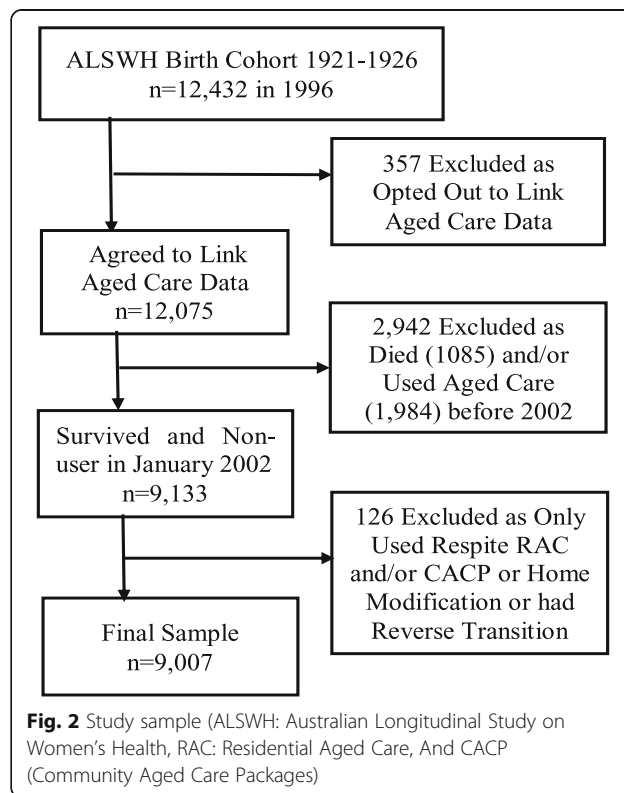 ALSWH Birth Cohort 1921-1926
n=12,432 in 1996
357 Excluded as
Opted Out to Link
Aged Care Data
Agreed to Link
Aged Care Data
n=12,075
2,942 Excluded as
Died (1085) and/or
Used Aged Care
(1,984) before 2002
Survived and Non-
user in January 2002
n=9,133
126 Excluded as Only
Used Respite RAC
and/or CACP or Home
Modification or had
Reverse Transition
Final Sample
n=9,007
Fig. 2 Study sample (ALSWH: Australian Longitudinal Study on
Women's Health, RAC: Residential Aged Care, And CACP
(Community Aged Care Packages)